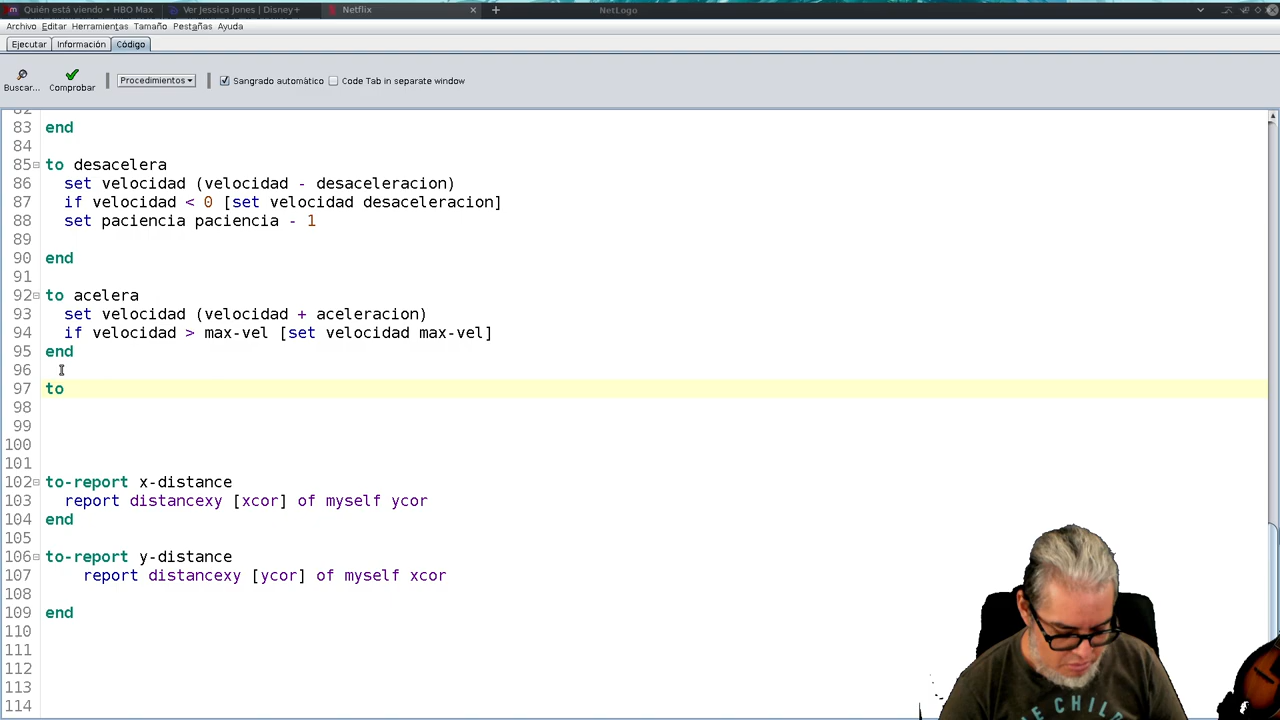 Quién está viendo • HBO Max
Ver Jessica Jones | Disney+
Netflix
NetLogo
Archivo Editar Herramientas Tamaño Pestañas Ayuda
Ejecutar Información Código
Buscar... Comprobar Procedimientos Sangrado automático Code Tab in separate window
82
83 end
84
85 to desacelera
86 set velocidad (velocidad - desaceleracion)
87 if velocidad < 0 [set velocidad desaceleracion]
88 set paciencia paciencia - 1
89
90 end
91
92 to acelera
93 set velocidad (velocidad + aceleracion)
94 if velocidad > max-vel [set velocidad max-vel]
95 end
96
97 to
98
99
100
101
102 to-report x-distance
103 report distancexy [xcor] of myself ycor
104 end
105
106 to-report y-distance
107 report distancexy [ycor] of myself xcor
108
109 end
110
111
112
113
114
E CHILD